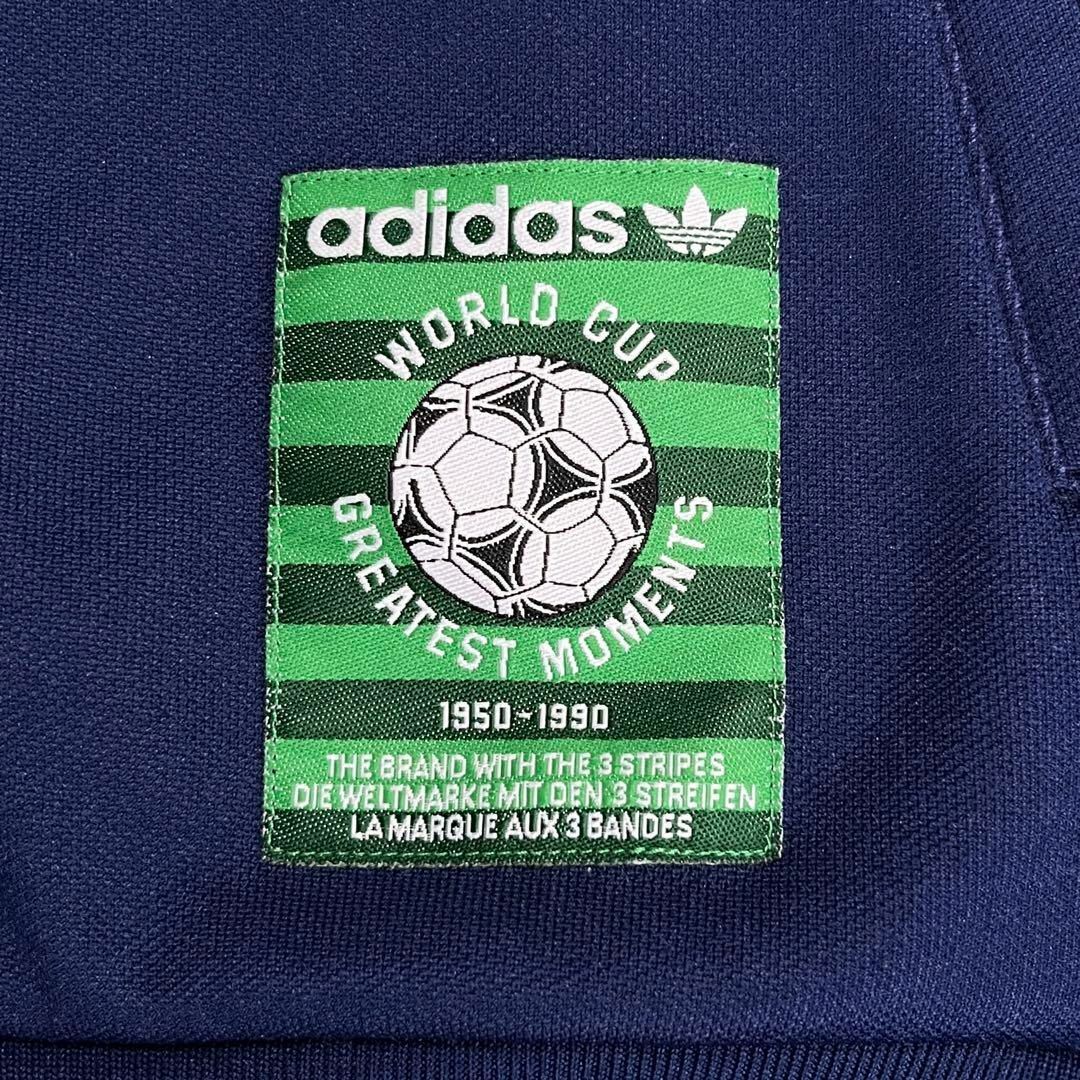 adidas
WORLD CUP
GREATEST MOMENTS
1950-1990
THE BRAND WITH THE 3 STRIPES
DIE WELTMARKE MIT DEN 3 STREIFEN
LA MARQUE AUX 3 BANDES